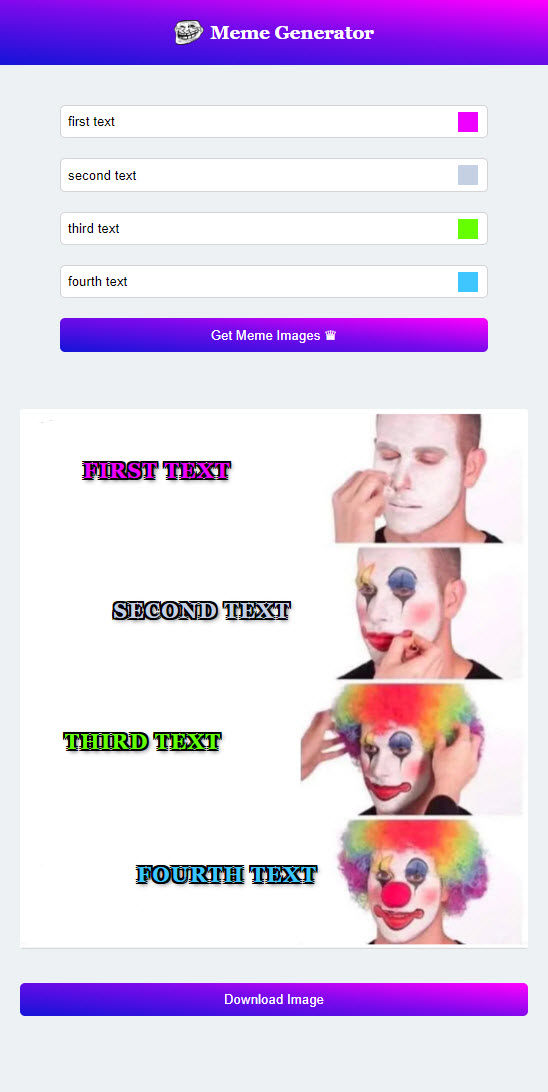 Meme Generator
first text
second text
third text
fourth text
Get Meme Images ♛
FIRST TEXT
SECOND TEXT
THIRD TEXT
FOURTH TEXT
Download Image